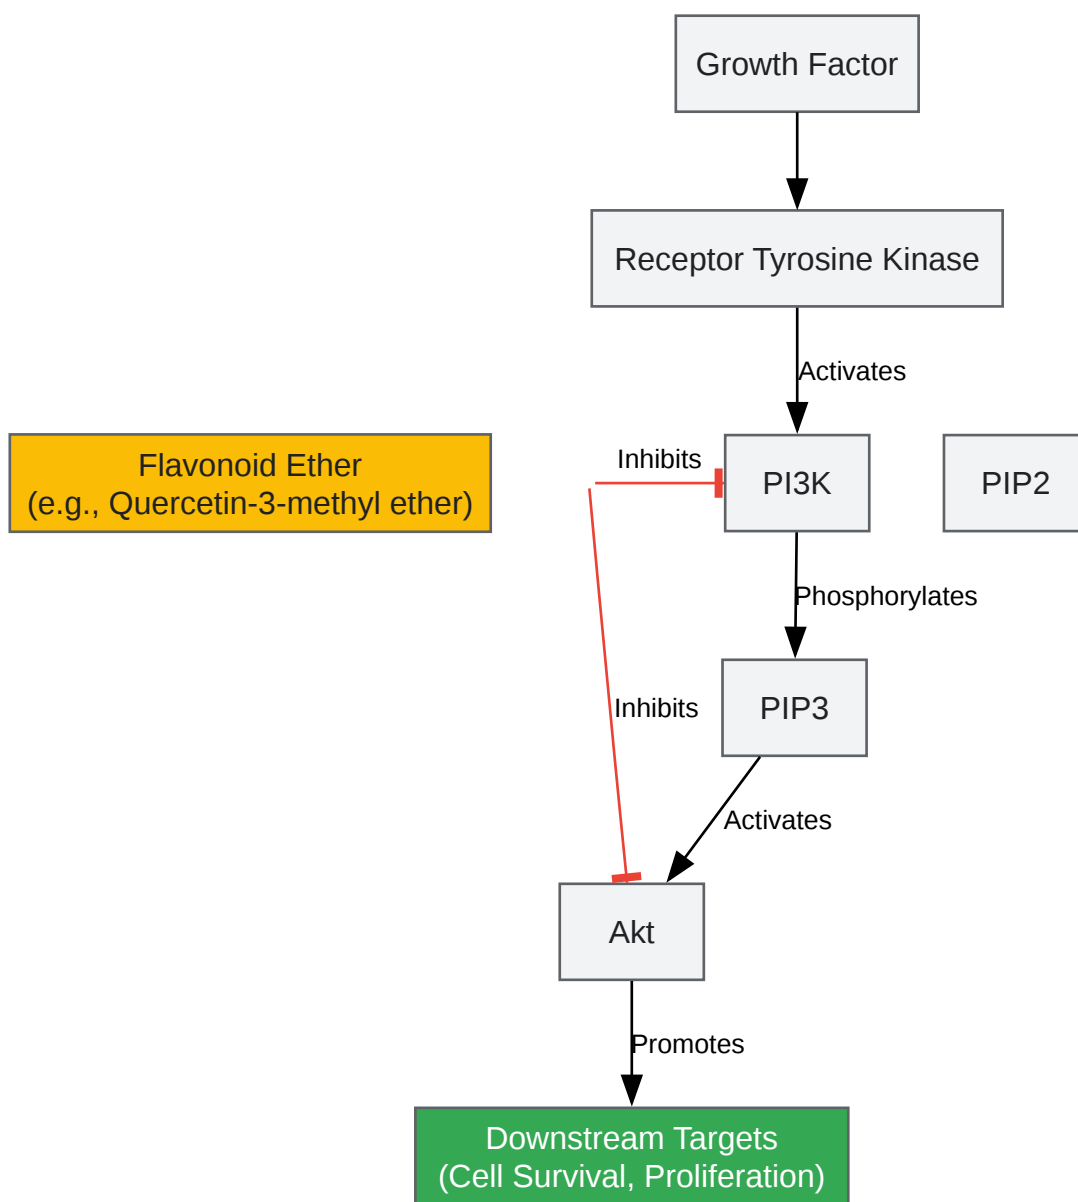 Growth Factor
Receptor Tyrosine Kinase
Activates
Flavonoid Ether
(e.g., Quercetin-3-methyl ether)
Inhibits
PI3K
PIP2
Phosphorylates
PIP3
Inhibits
Activates
Akt
Promotes
Downstream Targets
(Cell Survival, Proliferation)